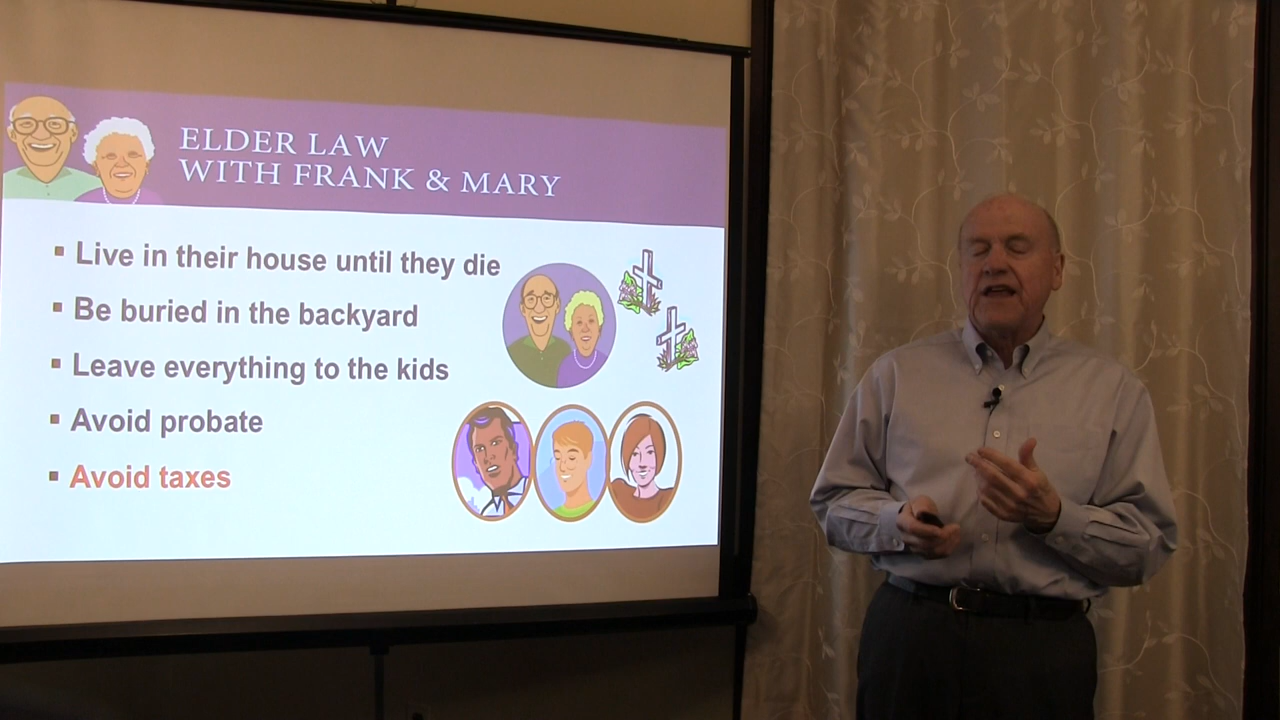 ELDER LAW
WITH FRANK & MARY
▪ Live in their house until they die
▪ Be buried in the backyard
▪ Leave everything to the kids
▪ Avoid probate
▪ Avoid taxes